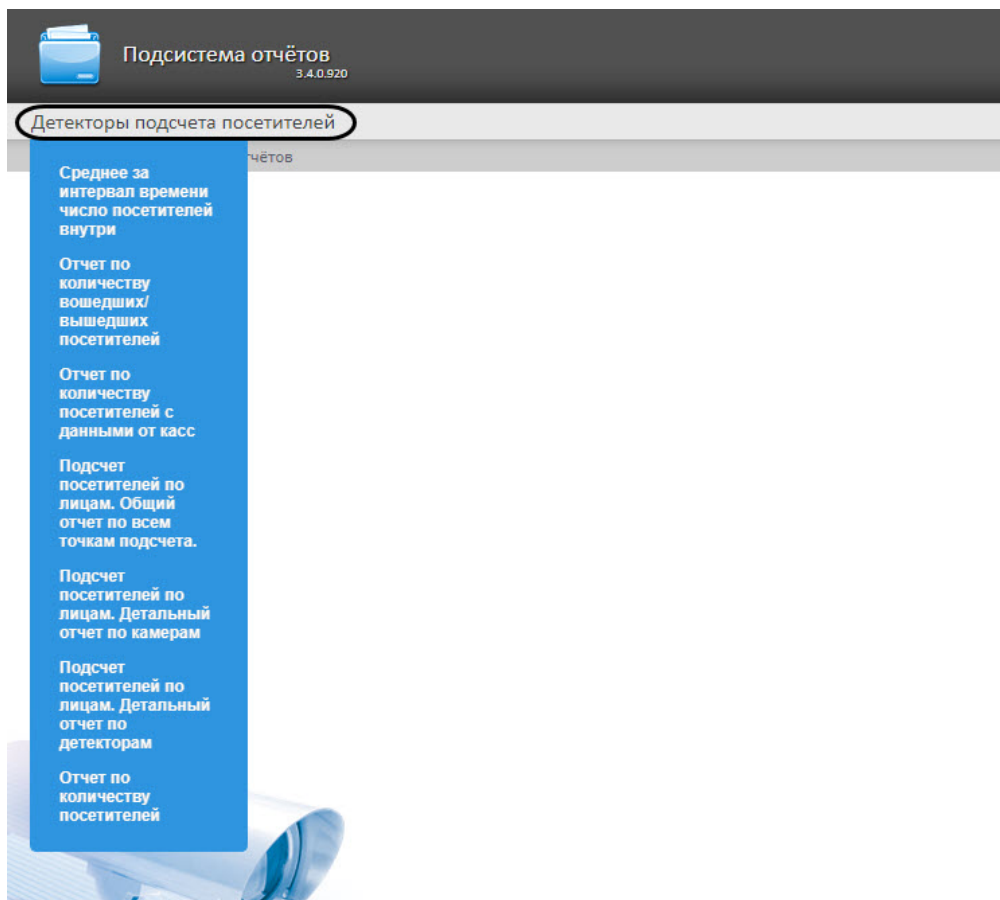 Подсистема отчётов
3.4.0.920
Детекторы подсчета посетителей
чётов
Среднее за
интервал времени
число посетителей
внутри
Отчет по
количеству
вошедших/
вышедших
посетителей
Отчет по
количеству
посетителей с
данными от касс
Подсчет
посетителей по
лицам. Общий
отчет по всем
точкам подсчета.
Подсчет
посетителей по
лицам. Детальный
отчет по камерам
Подсчет
посетителей по
лицам. Детальный
отчет по
детекторам
Отчет по
количеству
посетителей